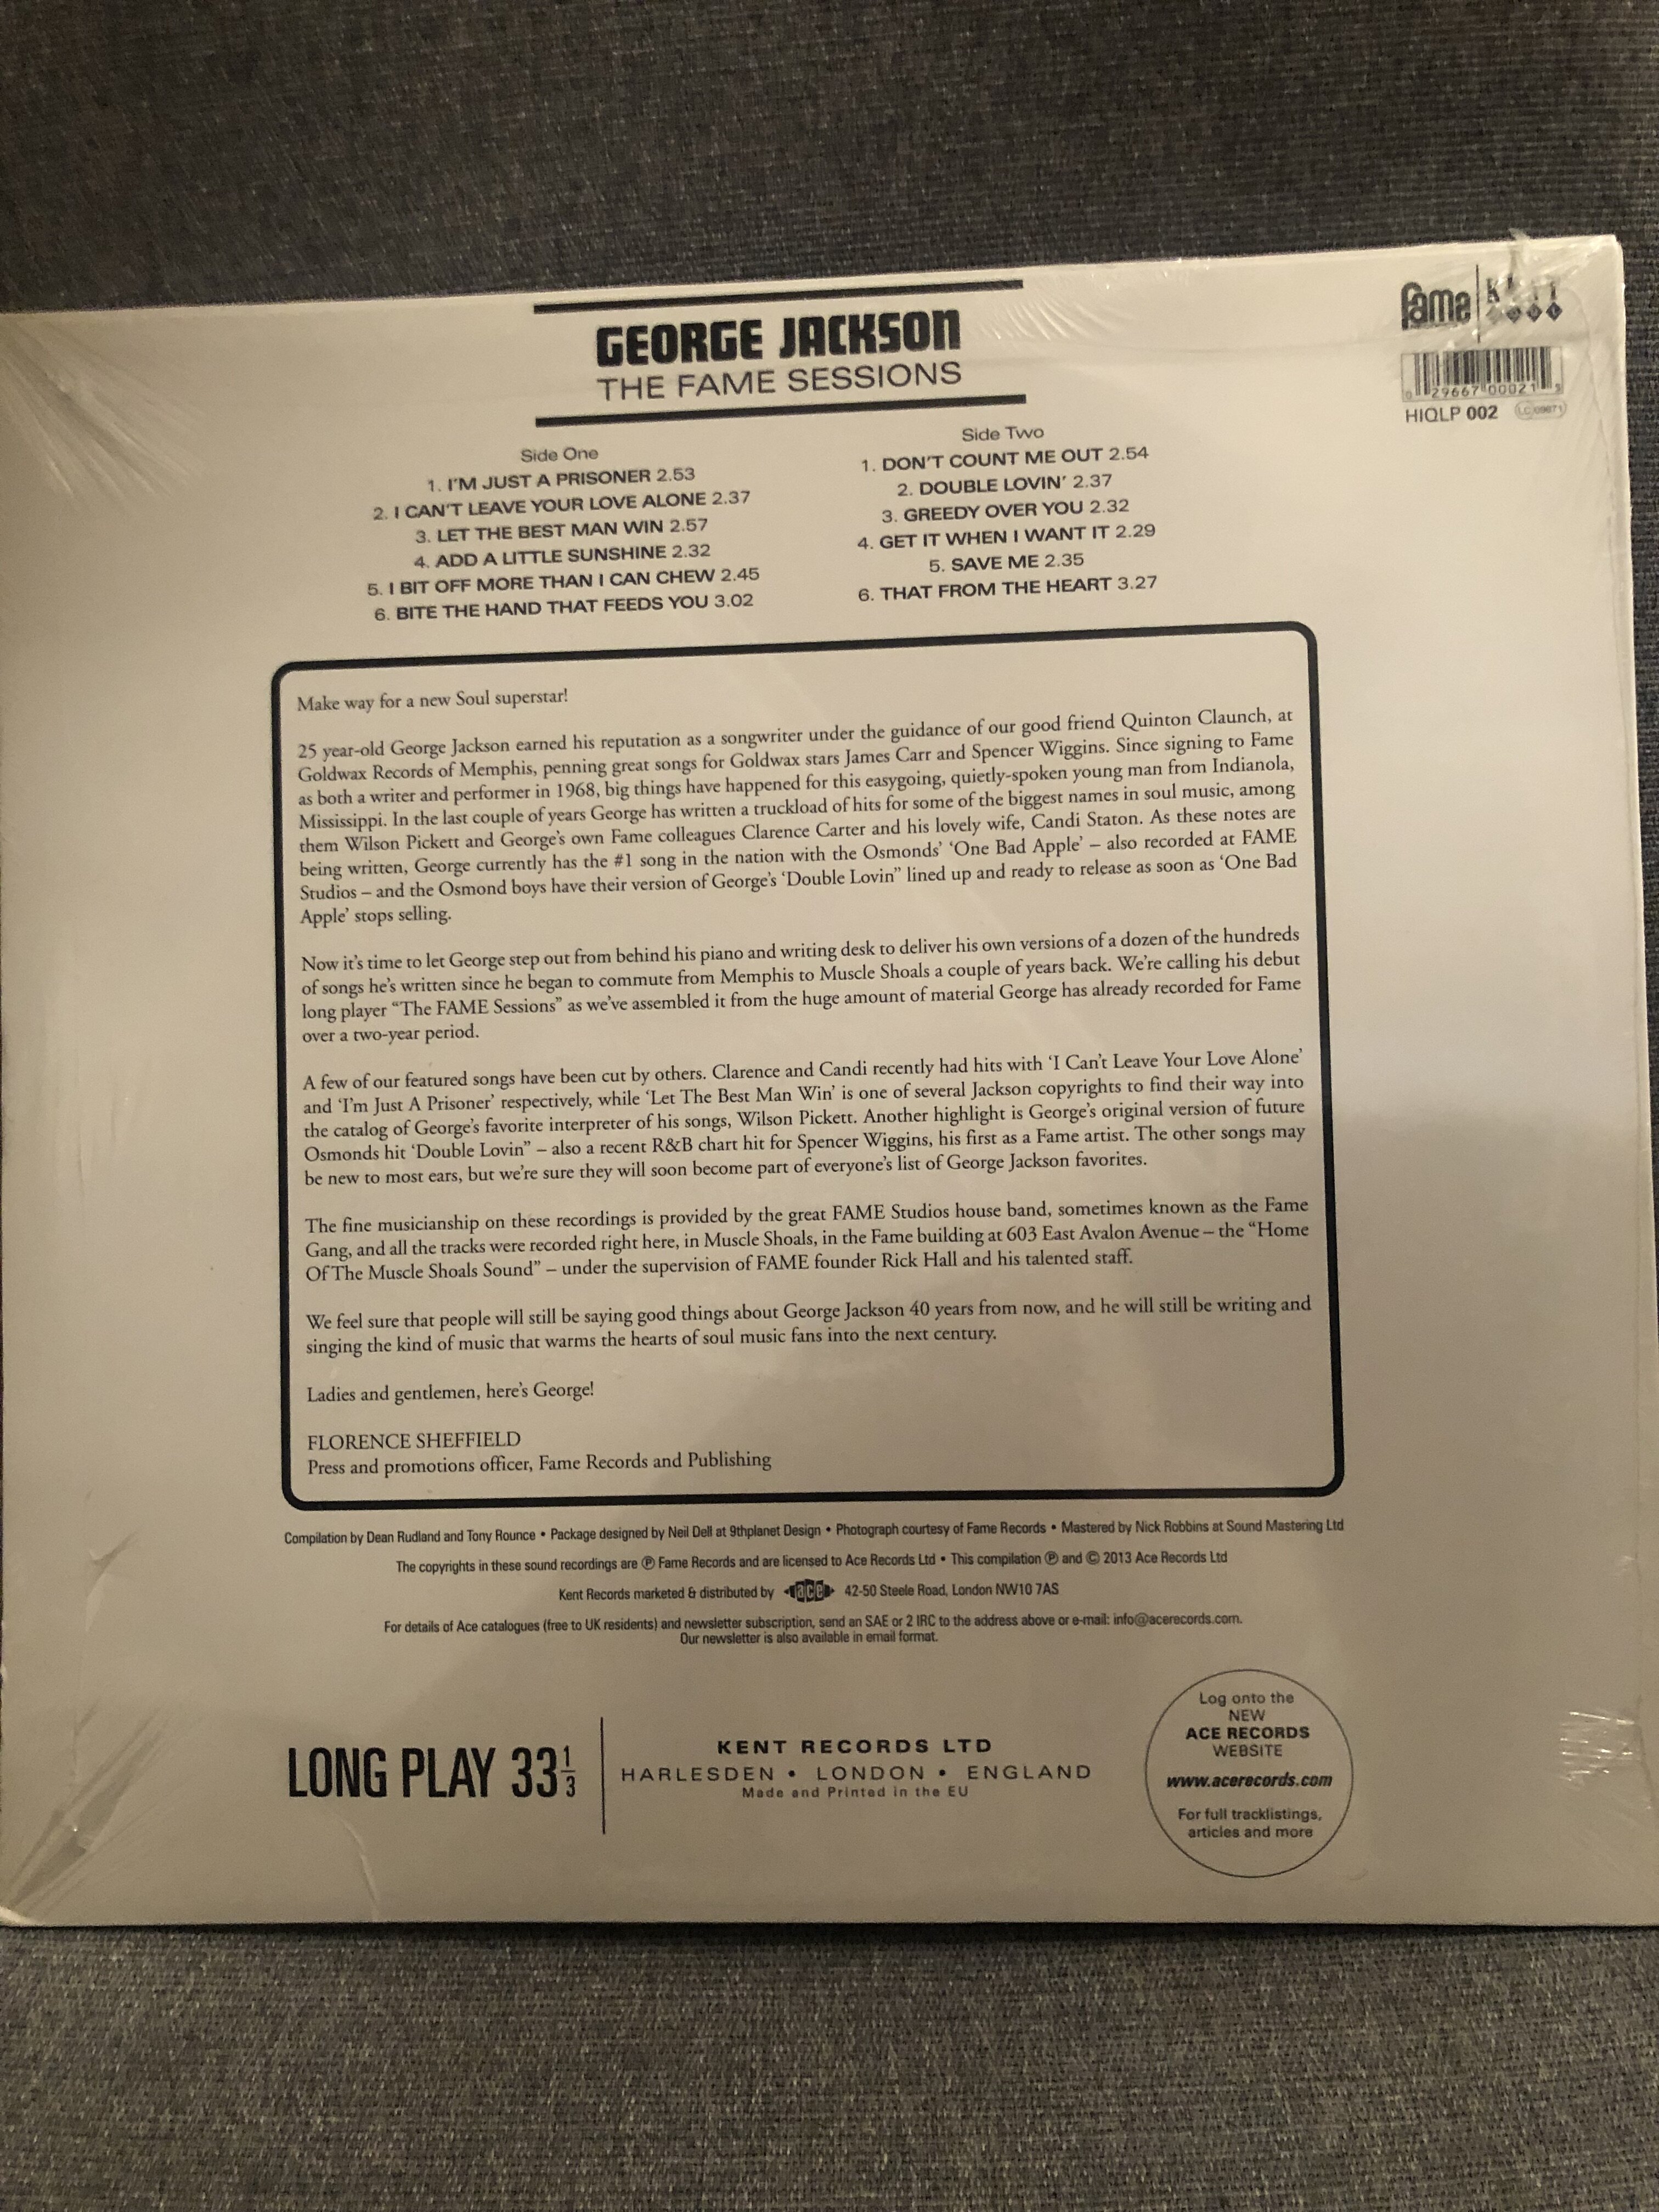 GEORGE JACKSON
THE FAME SESSIONS
fame
29667 00021
HIQLP 002
Side One
1. I'M JUST A PRISONER 2.53
2. I CAN'T LEAVE YOUR LOVE ALONE 2.37
3. LET THE BEST MAN WIN 2.57
4. ADD A LITTLE SUNSHINE 2.32
5. I BIT OFF MORE THAN I CAN CHEW 2.45
6. BITE THE HAND THAT FEEDS YOU 3.02
Side Two
1. DON'T COUNT ME OUT 2.54
2. DOUBLE LOVIN' 2.37
3. GREEDY OVER YOU 2.32
4. GET IT WHEN I WANT IT 2.29
5. SAVE ME 2.35
6. THAT FROM THE HEART 3.27
Make way for a new Soul superstar!
25 year-old George Jackson earned his reputation as a songwriter under the guidance of our good friend Quinton Claunch, at
Goldwax Records of Memphis, penning great songs for Goldwax stars James Carr and Spencer Wiggins. Since signing to Fame
as both a writer and performer in 1968, big things have happened for this easygoing, quietly-spoken young man from Indianola,
Mississippi. In the last couple of years George has written a truckload of hits for some of the biggest names in soul music, among
them Wilson Pickett and George's own Fame colleagues Clarence Carter and his lovely wife, Candi Staton. As these notes are
being written, George currently has the #1 song in the nation with the Osmonds' 'One Bad Apple' – also recorded at FAME
Studios – and the Osmond boys have their version of George's 'Double Lovin'' lined up and ready to release as soon as 'One Bad
Apple' stops selling.
Now it's time to let George step out from behind his piano and writing desk to deliver his own versions of a dozen of the hundreds
of songs he's written since he began to commute from Memphis to Muscle Shoals a couple of years back. We're calling his debut
long player "The FAME Sessions" as we've assembled it from the huge amount of material George has already recorded for Fame
over a two-year period.
A few of our featured songs have been cut by others. Clarence and Candi recently had hits with 'I Can't Leave Your Love Alone'
and 'I'm Just A Prisoner' respectively, while 'Let The Best Man Win' is one of several Jackson copyrights to find their way into
the catalog of George's favorite interpreter of his songs, Wilson Pickett. Another highlight is George's original version of future
Osmonds hit 'Double Lovin'' – also a recent R&B chart hit for Spencer Wiggins, his first as a Fame artist. The other songs may
be new to most ears, but we're sure they will soon become part of everyone's list of George Jackson favorites.
The fine musicianship on these recordings is provided by the great FAME Studios house band, sometimes known as the Fame
Gang, and all the tracks were recorded right here, in Muscle Shoals, in the Fame building at 603 East Avalon Avenue – the "Home
Of The Muscle Shoals Sound" – under the supervision of FAME founder Rick Hall and his talented staff.
We feel sure that people will still be saying good things about George Jackson 40 years from now, and he will still be writing and
singing the kind of music that warms the hearts of soul music fans into the next century.
Ladies and gentlemen, here's George!
FLORENCE SHEFFIELD
Press and promotions officer, Fame Records and Publishing
Compilation by Dean Rudland and Tony Rounce • Package designed by Neil Dell at 9thplanet Design • Photograph courtesy of Fame Records • Mastered by Nick Robbins at Sound Mastering Ltd
The copyrights in these sound recordings are ℗ Fame Records and are licensed to Ace Records Ltd • This compilation ℗ and © 2013 Ace Records Ltd
Kent Records marketed & distributed by ace 42-50 Steele Road, London NW10 7AS
For details of Ace catalogues (free to UK residents) and newsletter subscription, send an SAE or 2 IRC to the address above or e-mail: info@acerecords.com.
Our newsletter is also available in email format.
LONG PLAY 33 1/3
KENT RECORDS LTD
HARLESDEN • LONDON • ENGLAND
Made and Printed in the EU
Log onto the
NEW
ACE RECORDS
WEBSITE
www.acerecords.com
For full tracklistings,
articles and more